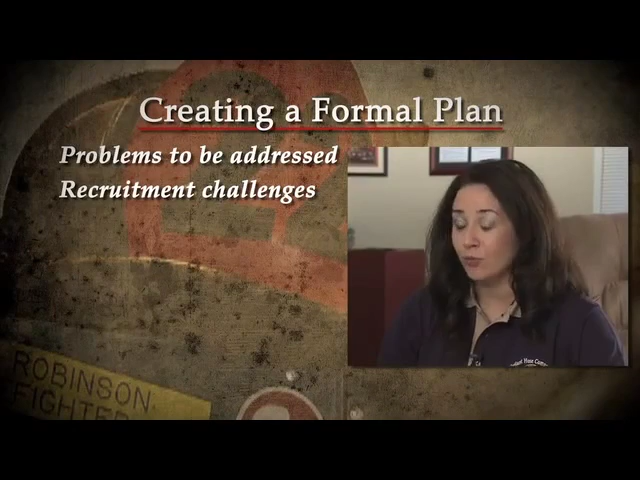 Creating a Formal Plan
Problems to be addressed
Recruitment challenges
ROBINSON
FIGHTER